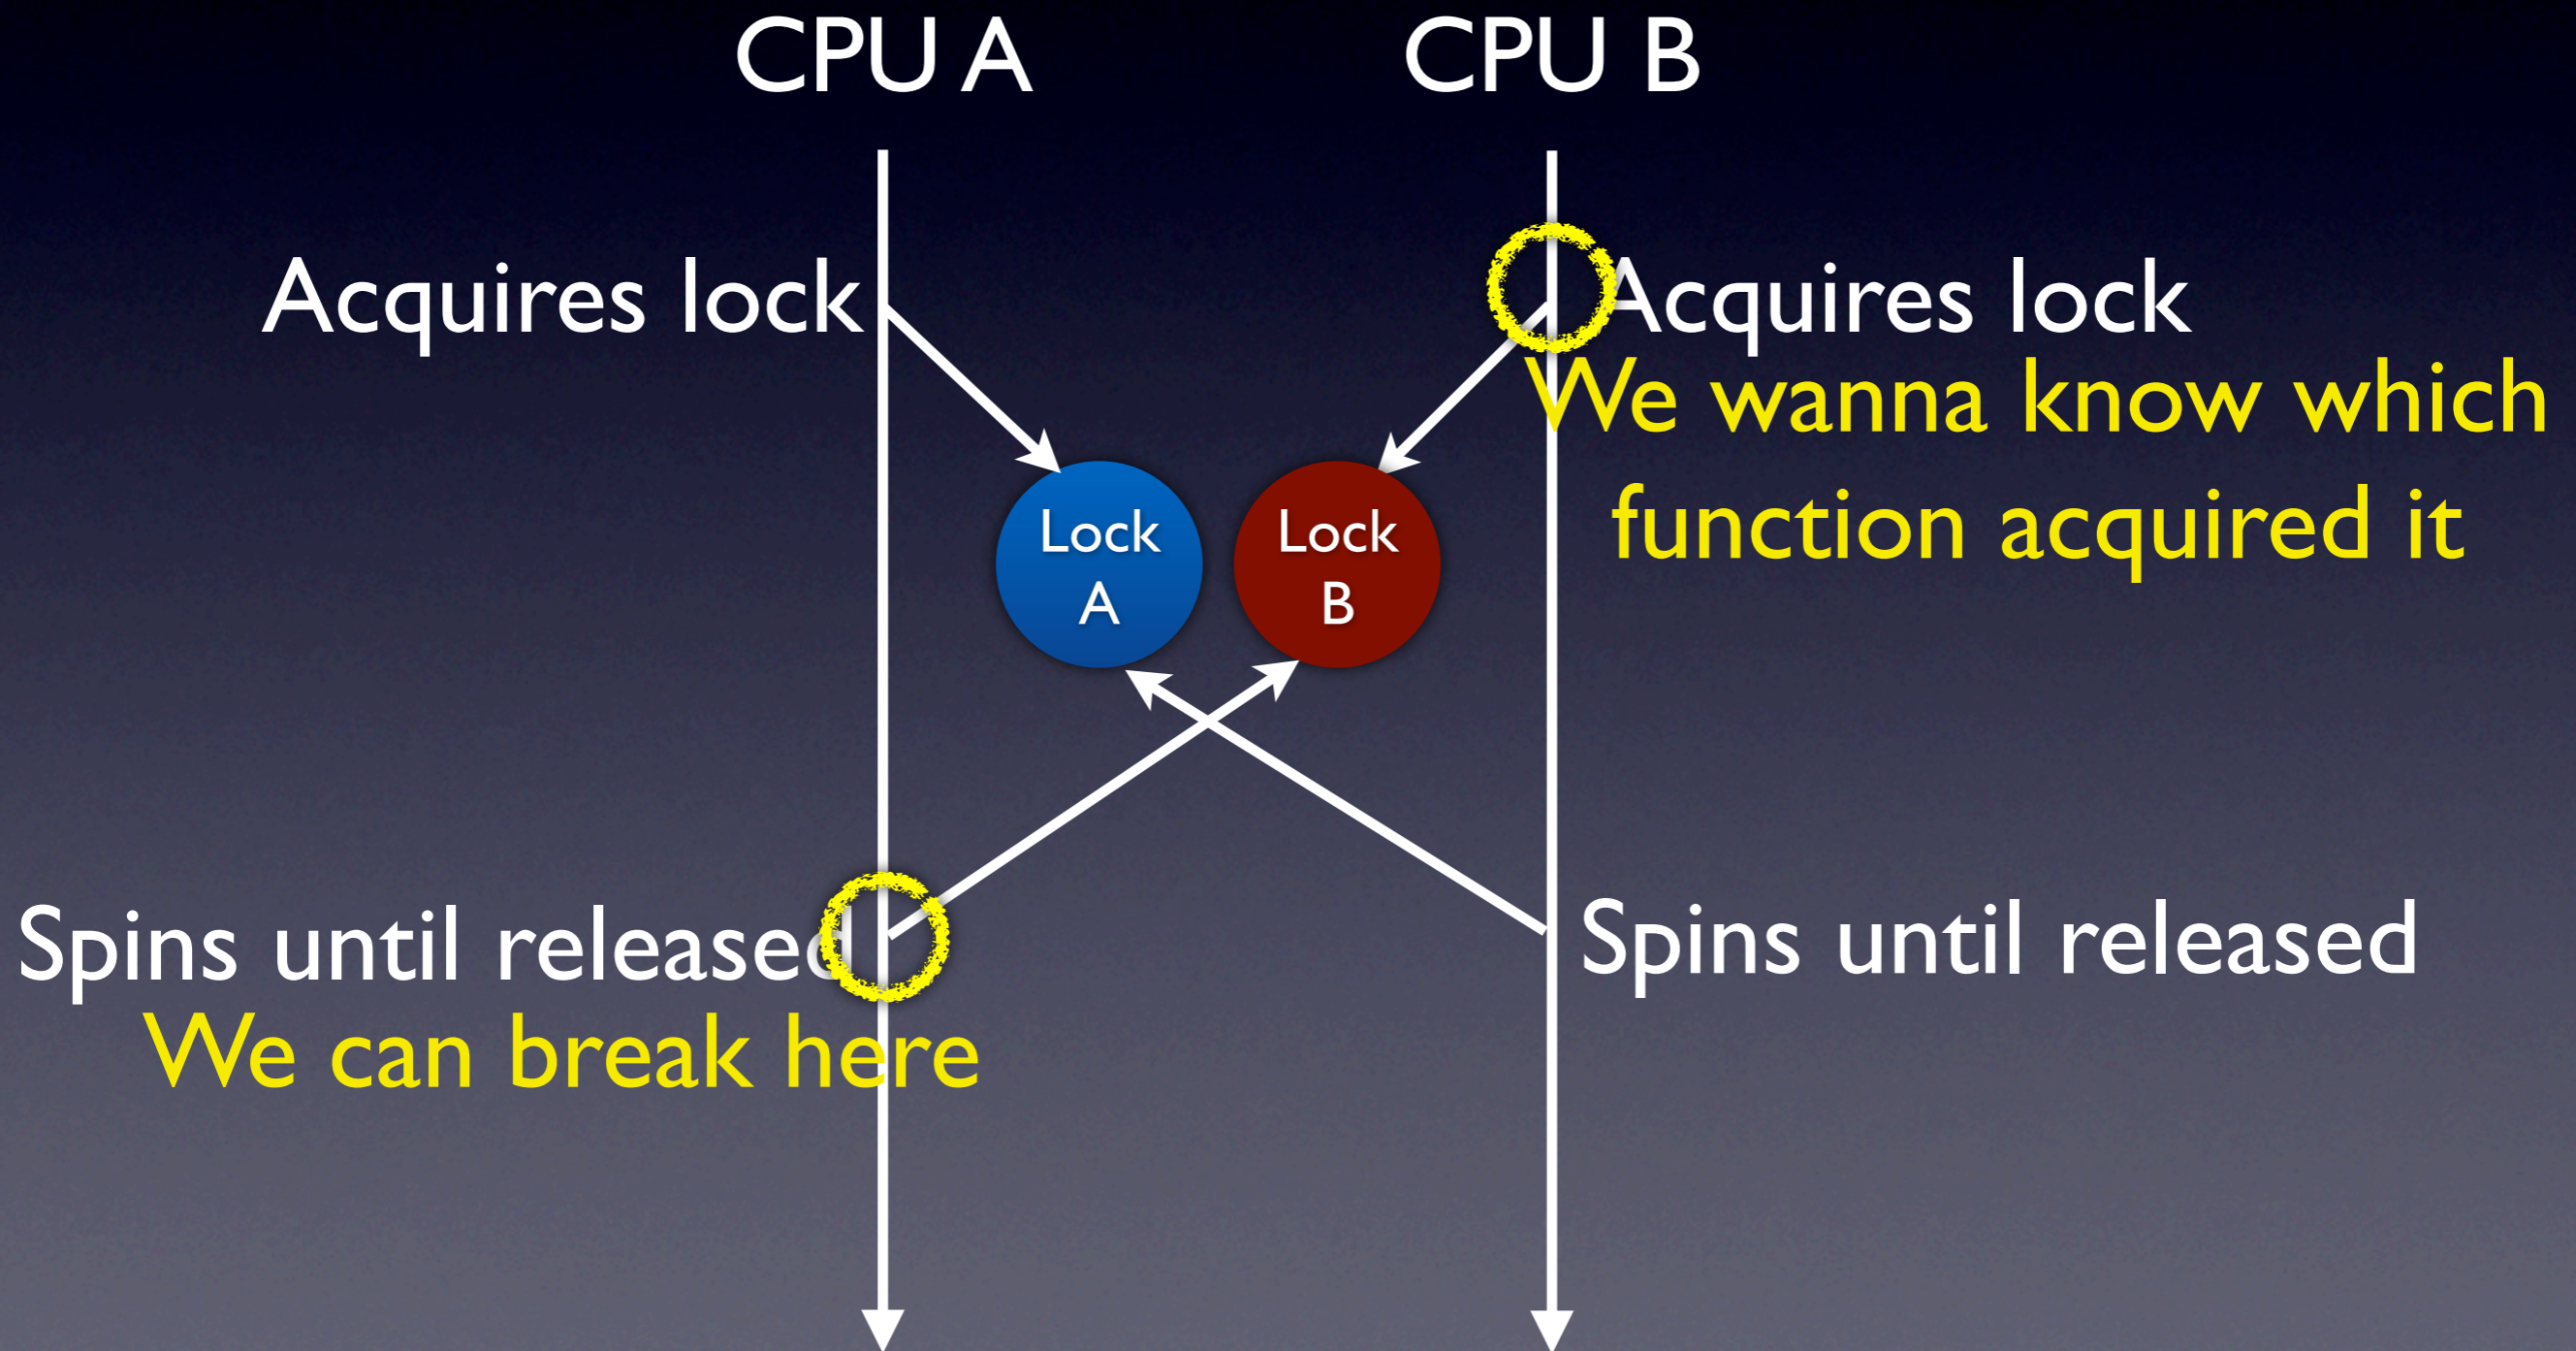 CPU A
CPU B
Acquires lock
Acquires lock
We wanna know which
function acquired it
Lock
A
Lock
B
Spins until released
We can break here
Spins until released